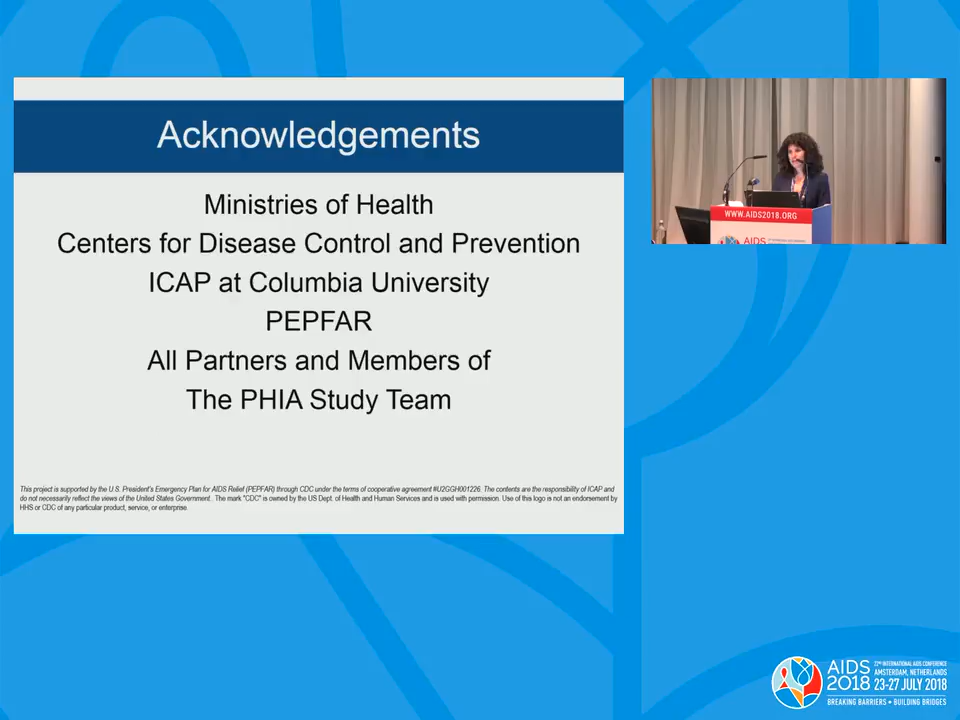 Acknowledgements
Ministries of Health
Centers for Disease Control and Prevention
ICAP at Columbia University
PEPFAR
All Partners and Members of
The PHIA Study Team
This project is supported by the U.S. President's Emergency Plan for AIDS Relief (PEPFAR) through CDC under the terms of cooperative agreement #U2GGH001226. The contents are the responsibility of ICAP and
do not necessarily reflect the views of the United States Government. The mark "CDC" is owned by the US Dept. of Health and Human Services and is used with permission. Use of this logo is not an endorsement by
HHS or CDC of any particular product, service, or enterprise.
WWW.AIDS2018.ORG
AIDS
AIDS
2018
22ND INTERNATIONAL AIDS CONFERENCE
AMSTERDAM, NETHERLANDS
23-27 JULY 2018
BREAKING BARRIERS • BUILDING BRIDGES